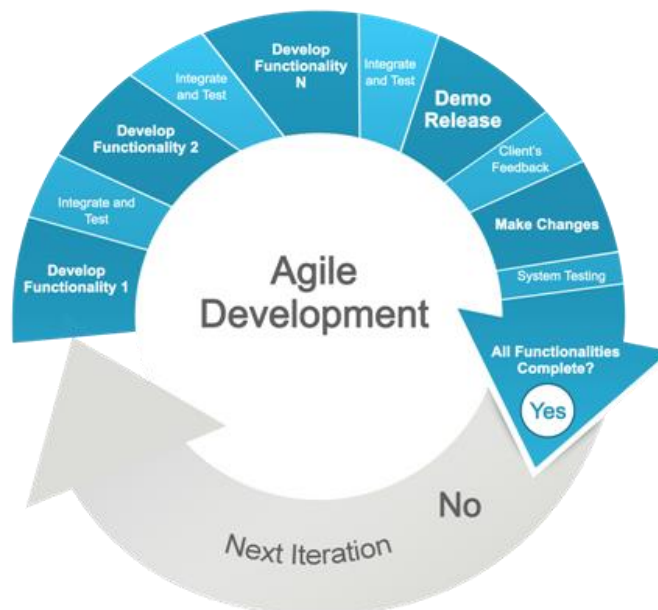 Develop
Functionality 1
Integrate and
Test
Develop
Functionality 2
Integrate
and Test
Develop
Functionality
N
Integrate
and Test
Demo
Release
Client's
Feedback
Make Changes
System Testing
All Functionalities
Complete?
Yes
No
Next Iteration
Agile
Development